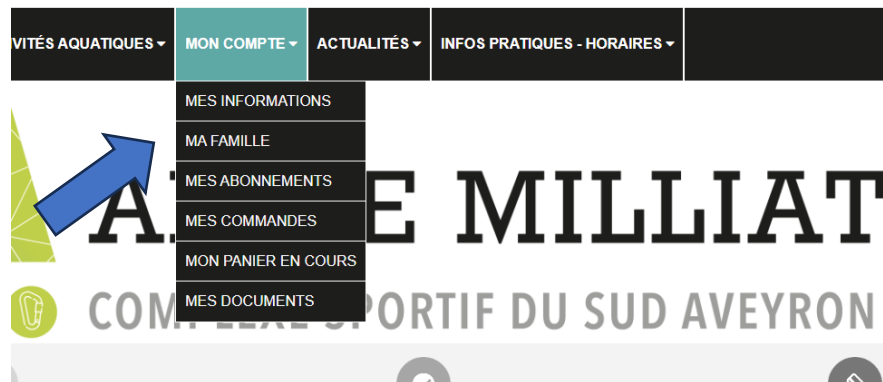 VITÉS AQUATIQUES
MON COMPTE
ACTUALITÉS
INFOS PRATIQUES - HORAIRES
MES INFORMATIONS
MA FAMILLE
MES ABONNEMENTS
MES COMMANDES
MON PANIER EN COURS
MES DOCUMENTS
A E MILLIAT
COMPLEXE SPORTIF DU SUD AVEYRON